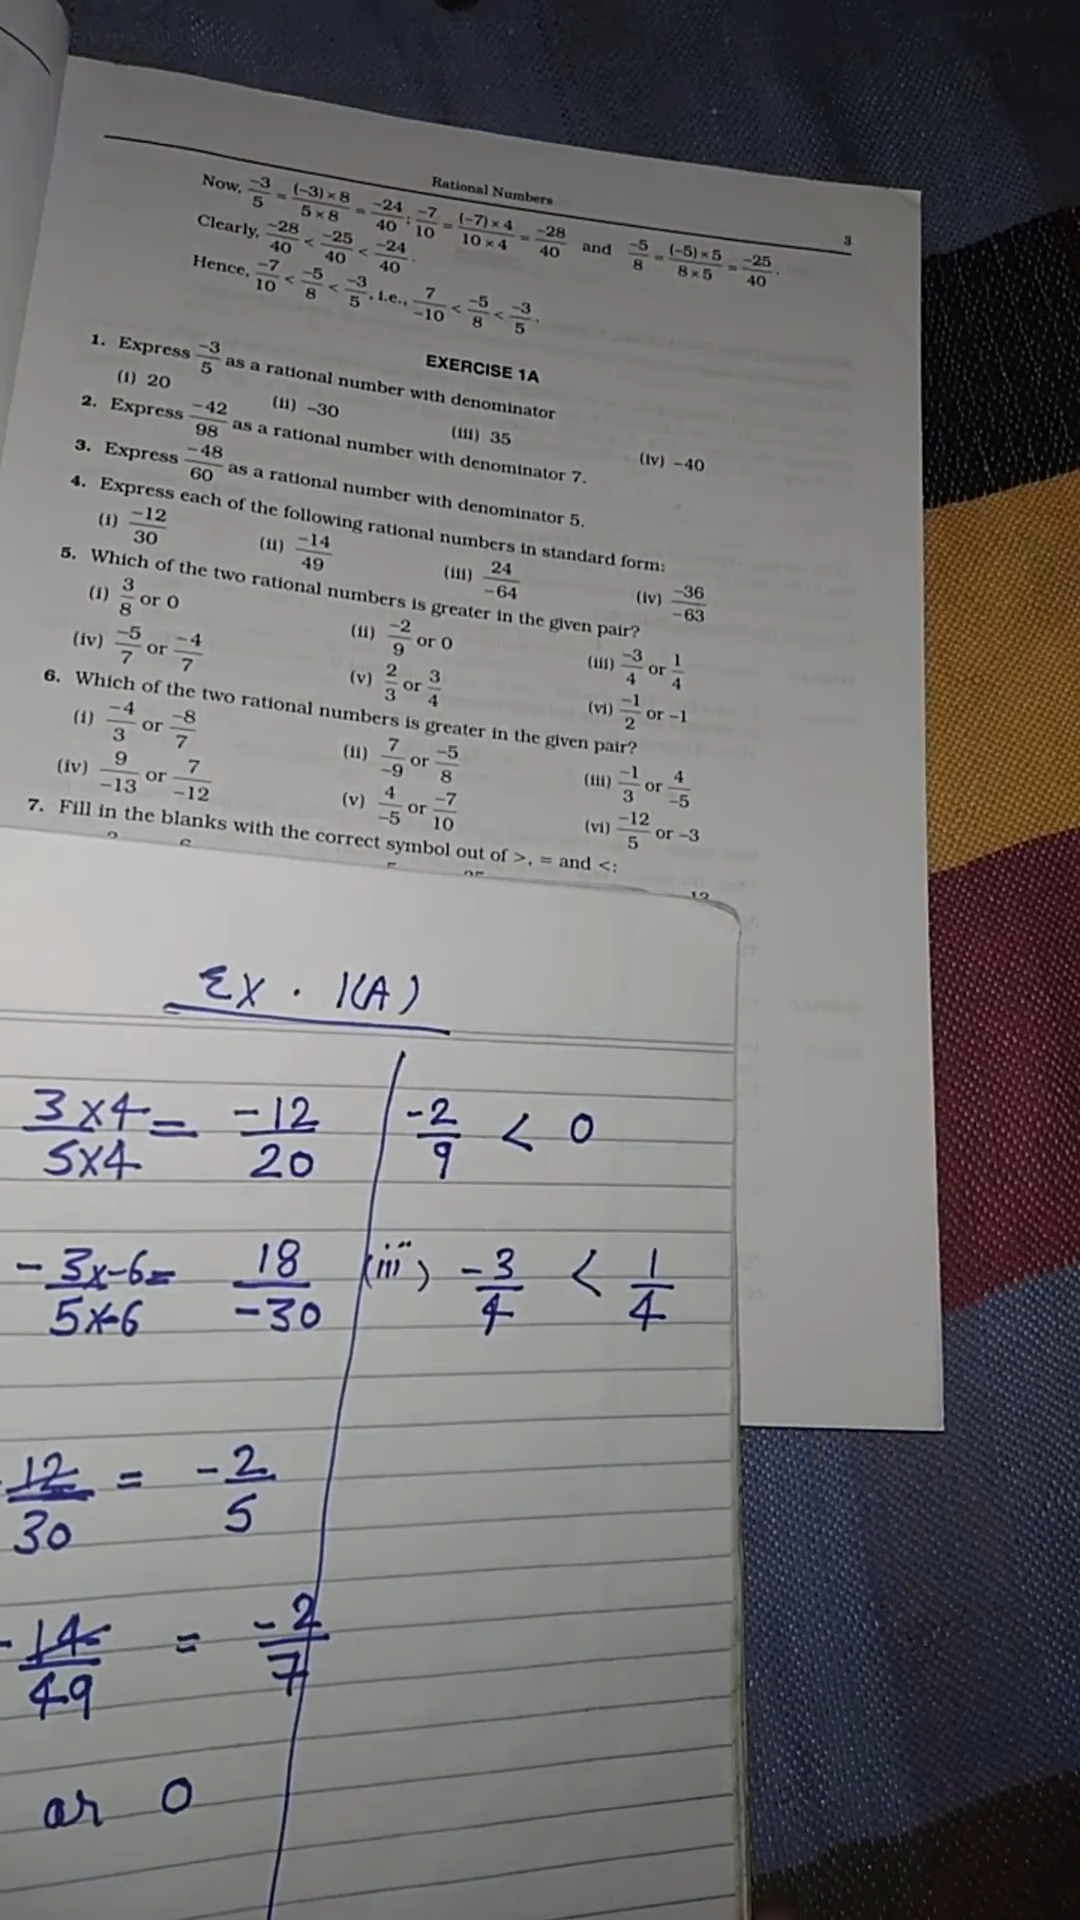 Rational Numbers
3
Now, -3/5 = (-3) × 8 / 5 × 8 = -24/40 ; -7/10 = (-7) × 4 / 10 × 4 = -28/40 and -5/8 = (-5) × 5 / 8 × 5 = -25/40 .
Clearly, -28/40 < -25/40 < -24/40 .
Hence, -7/10 < -5/8 < -3/5 , i.e., 7/-10 < -5/8 < -3/5 .
EXERCISE 1A
1. Express -3/5 as a rational number with denominator
(i) 20 (ii) -30 (iii) 35 (iv) -40
2. Express -42/98 as a rational number with denominator 7.
3. Express -48/60 as a rational number with denominator 5.
4. Express each of the following rational numbers in standard form:
(i) -12/30 (ii) -14/49 (iii) 24/-64 (iv) -36/-63
5. Which of the two rational numbers is greater in the given pair?
(i) 3/8 or 0 (ii) -2/9 or 0 (iii) -3/4 or 1/4
(iv) -5/7 or -4/7 (v) 2/3 or 3/4 (vi) -1/2 or -1
6. Which of the two rational numbers is greater in the given pair?
(i) -4/3 or -8/7 (ii) 7/-9 or -5/8 (iii) -1/3 or 4/-5
(iv) 9/-13 or 7/-12 (v) 4/-5 or -7/10 (vi) -12/5 or -3
7. Fill in the blanks with the correct symbol out of >, = and <:
Ex . 1(A)
3×4/5×4 = -12/20
-3×-6/5×-6 = 18/-30
-12/30 = -2/5
-14/49 = -2/7
or 0
-2/9 < 0
(iii) -3/4 < 1/4